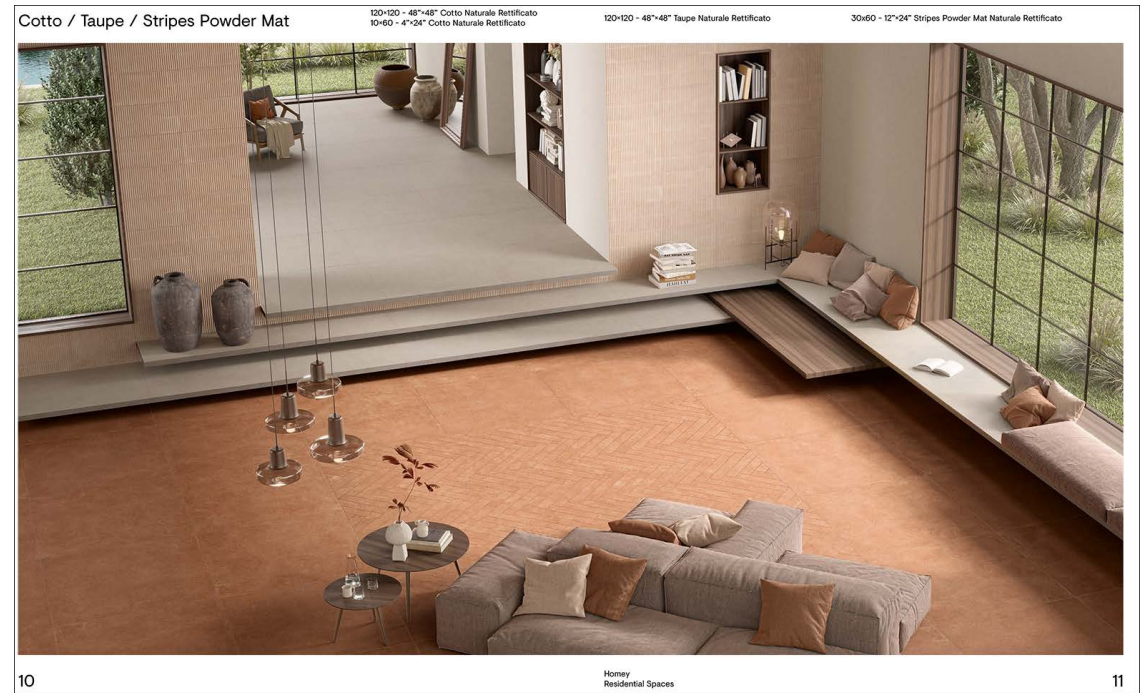 Cotto / Taupe / Stripes Powder Mat
120×120 - 48"×48" Cotto Naturale Rettificato
10×60 - 4"×24" Cotto Naturale Rettificato
120×120 - 48"×48" Taupe Naturale Rettificato
30x60 - 12"×24" Stripes Powder Mat Naturale Rettificato
HABITAT
10
Homey
Residential Spaces
11